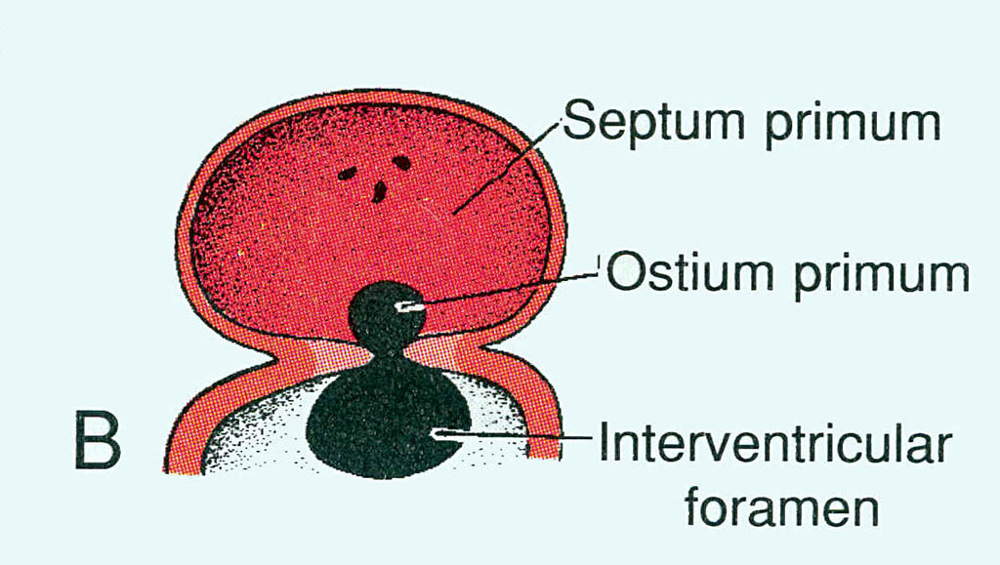 Septum primum
Ostium primum
B
Interventricular
foramen